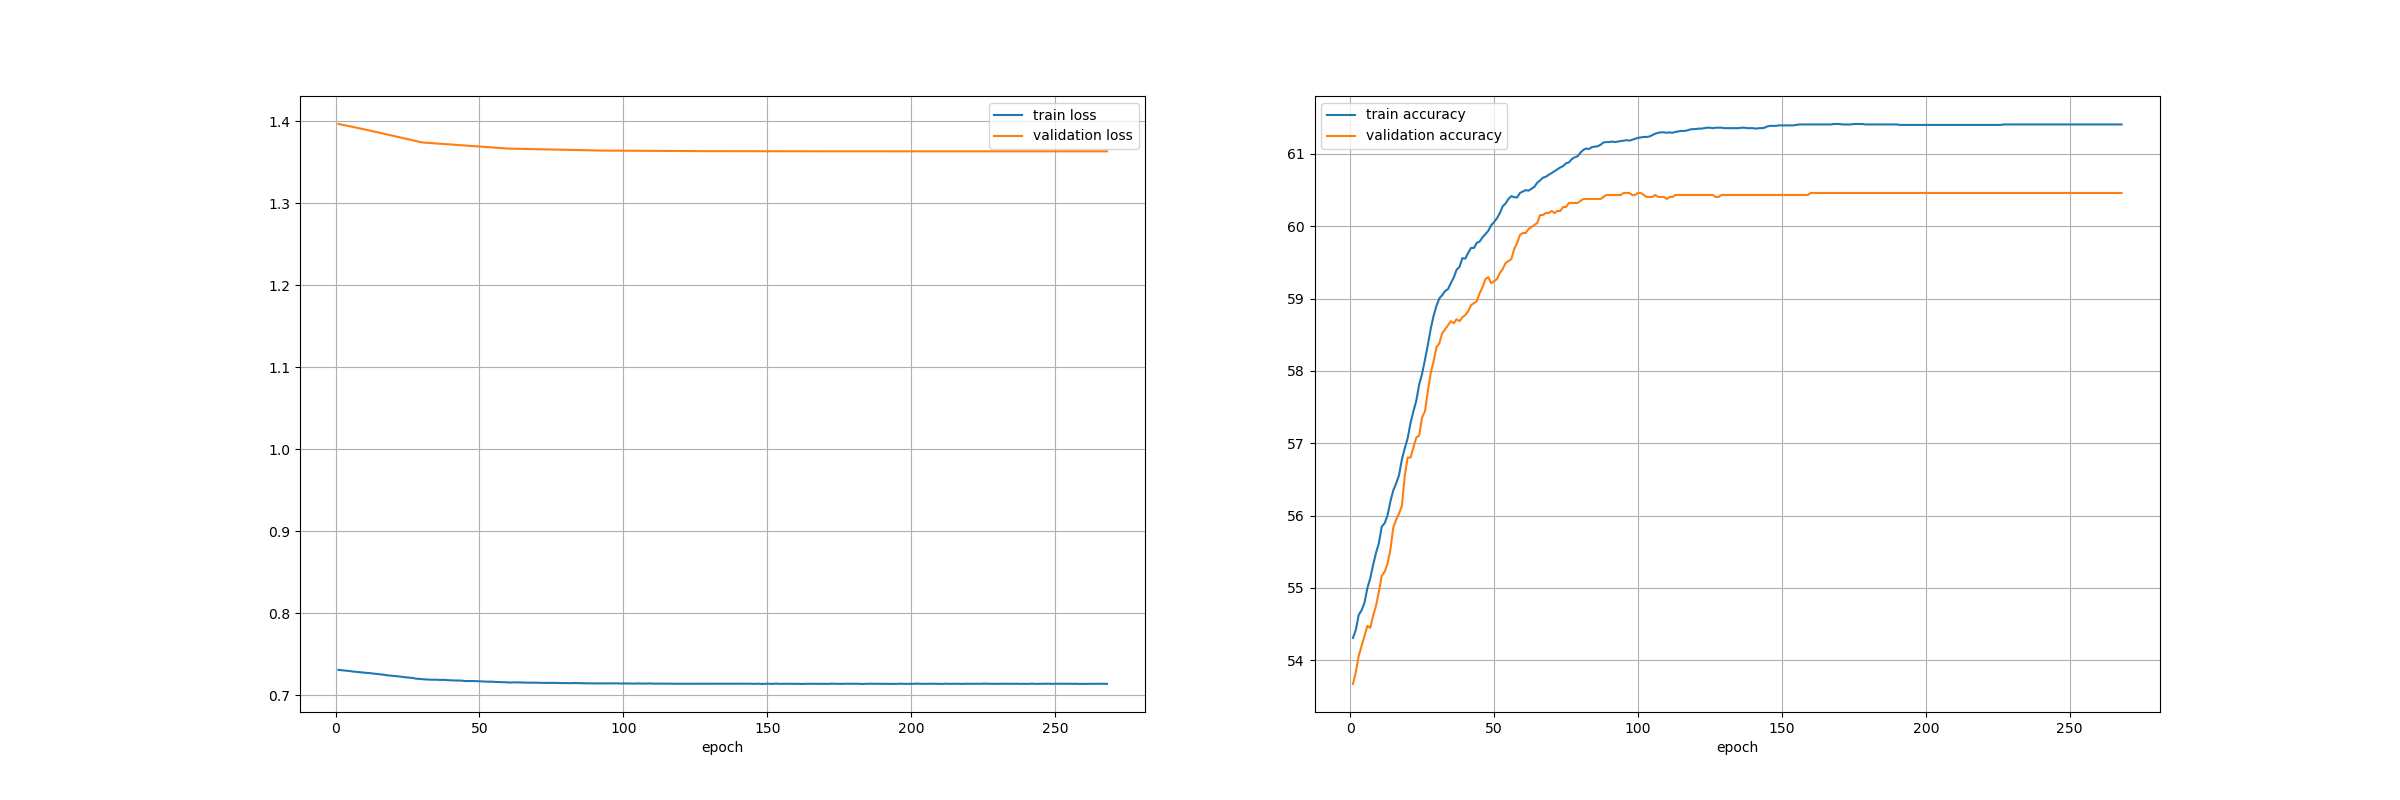 train loss
validation loss
1.4
1.3
1.2
1.1
1.0
0.9
0.8
0.7
0 50 100 150 200 250
epoch
train accuracy
validation accuracy
61
60
59
58
57
56
55
54
0 50 100 150 200 250
epoch